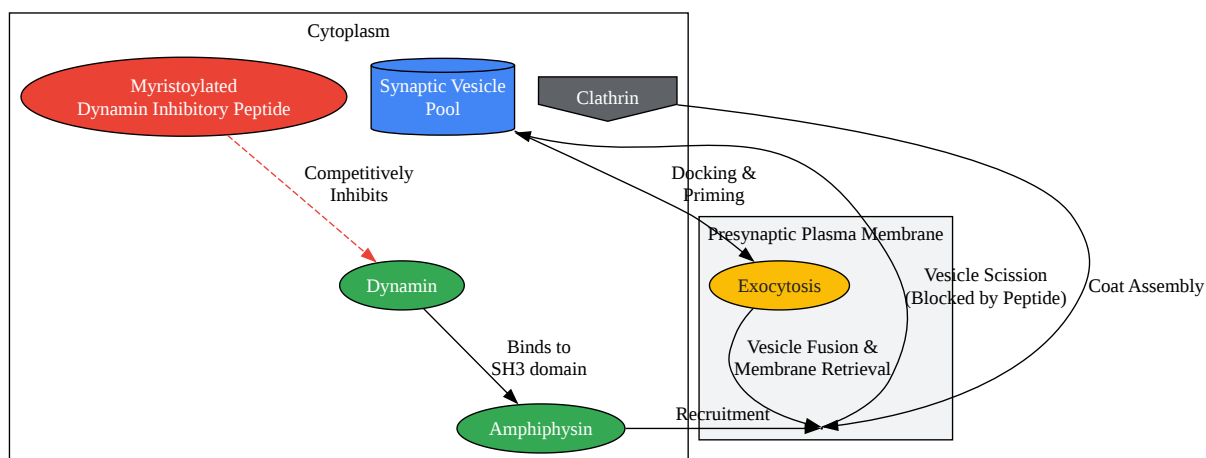 Cytoplasm
Myristoylated
Dynamin Inhibitory Peptide
Synaptic Vesicle
Pool
Clathrin
Competitively
Inhibits
Docking &
Priming
Presynaptic Plasma Membrane
Dynamin
Exocytosis
Vesicle Scission
(Blocked by Peptide)
Coat Assembly
Binds to
SH3 domain
Vesicle Fusion &
Membrane Retrieval
Amphiphysin
Recruitment